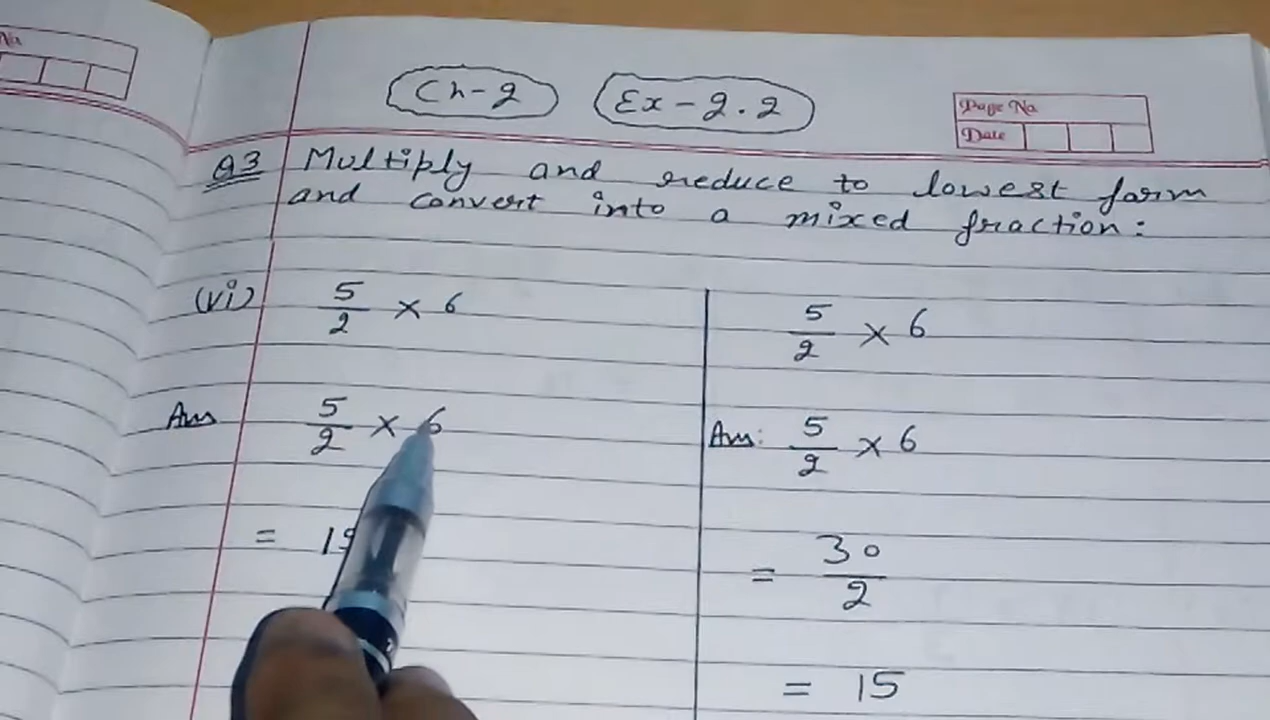 Na
Ch-2 Ex-2.2
Page No
Date
Q3 Multiply and reduce to lowest form
and convert into a mixed fraction:
(vi) 5/2 × 6
Ans 5/2 × 6
= 15
5/2 × 6
Ans: 5/2 × 6
= 30/2
= 15